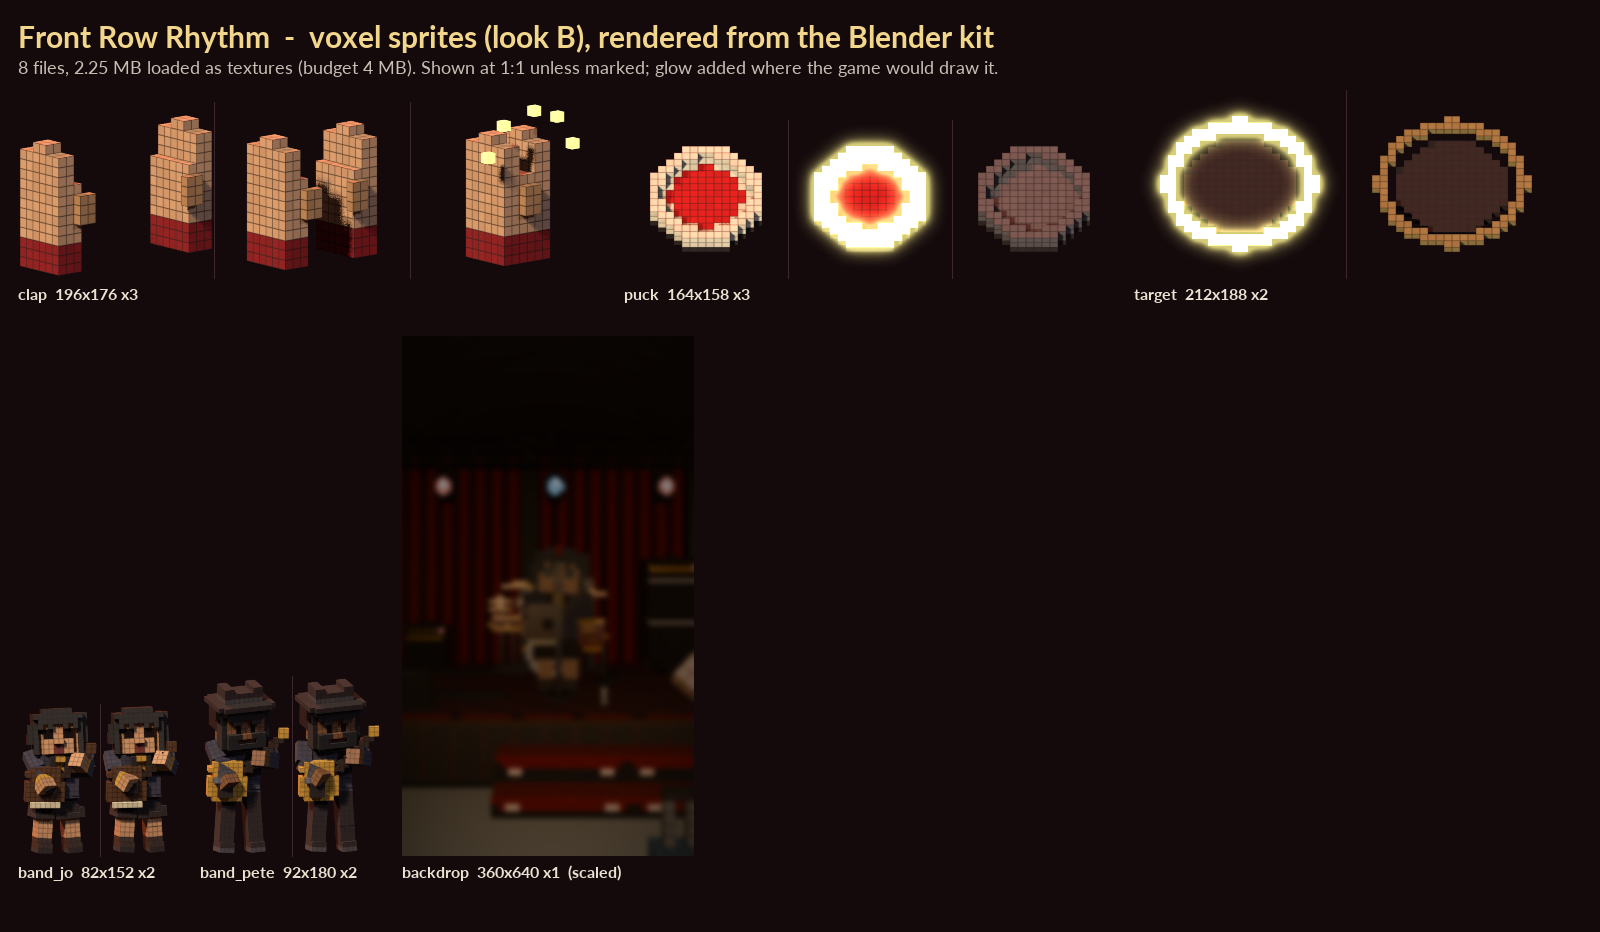 Front Row Rhythm - voxel sprites (look B), rendered from the Blender kit
8 files, 2.25 MB loaded as textures (budget 4 MB). Shown at 1:1 unless marked; glow added where the game would draw it.
clap 196x176 x3
puck 164x158 x3
target 212x188 x2
band_jo 82x152 x2
band_pete 92x180 x2
backdrop 360x640 x1 (scaled)